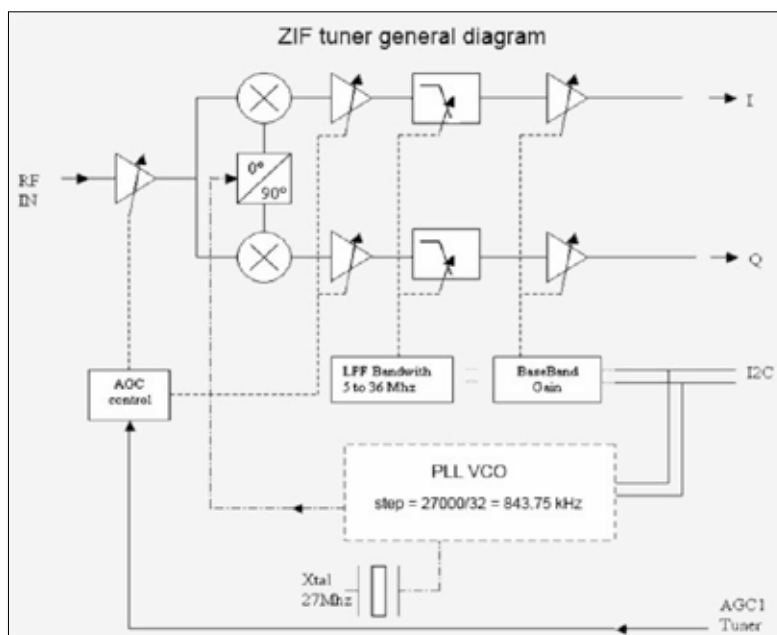 ZIF tuner general diagram
I
0°
90°
RF
IN
Q
AGC
control
LPF Bandwith
5 to 36 Mhz
BaseBand
Gain
I2C
PLL VCO
step = 27000/32 = 843.75 kHz
Xtal
27Mhz
AGC1
Tuner